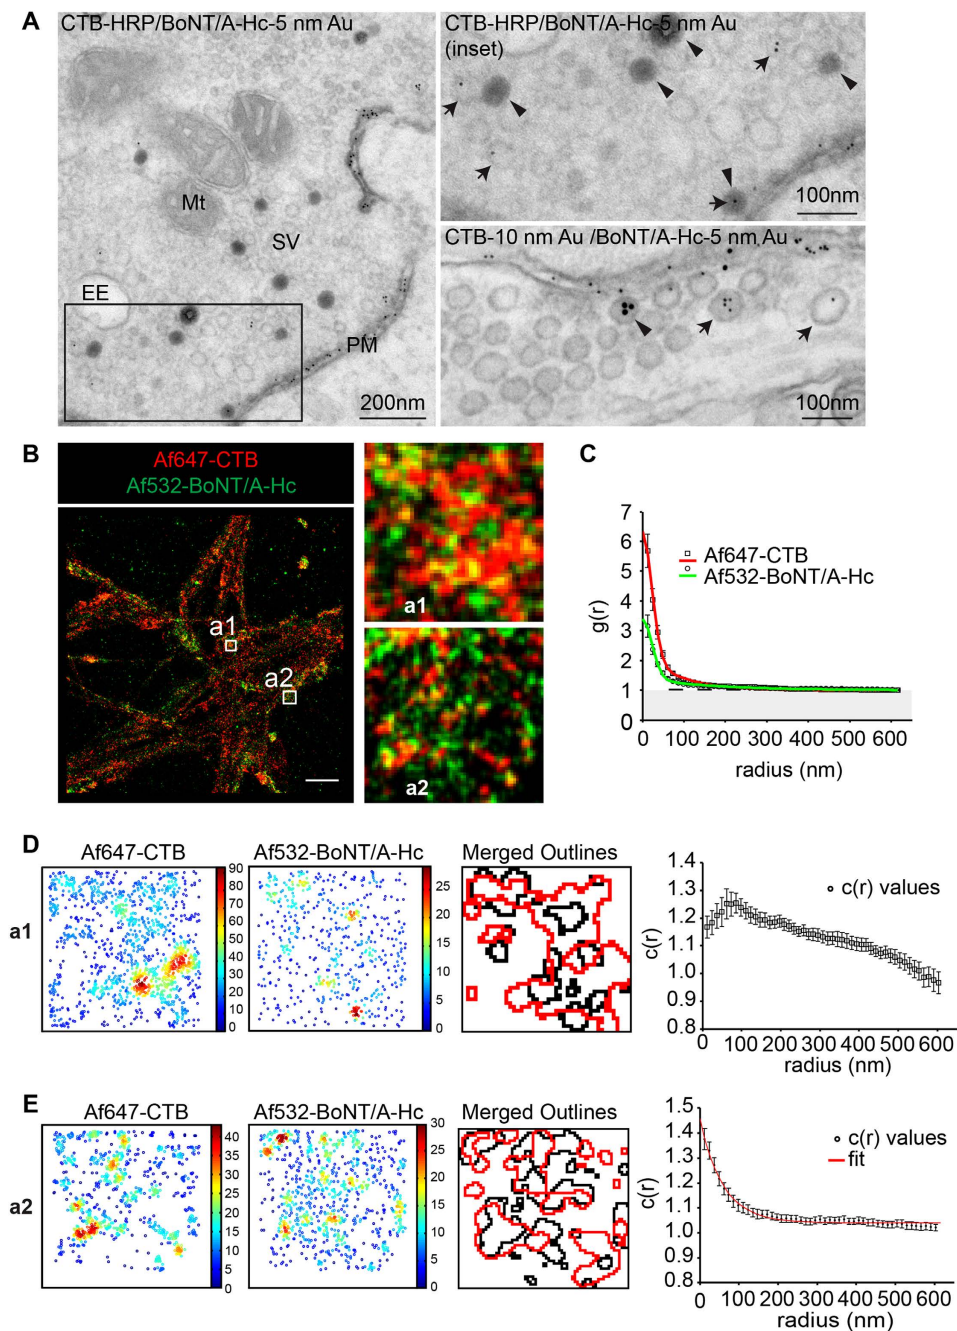 A
CTB-HRP/BoNT/A-Hc-5 nm Au
Mt
SV
EE
PM
200nm
CTB-HRP/BoNT/A-Hc-5 nm Au
(inset)
100nm
CTB-10 nm Au /BoNT/A-Hc-5 nm Au
100nm
B
Af647-CTB
Af532-BoNT/A-Hc
a1
a2
a1
a2
C
7
6
5
4
3
2
1
0
g(r)
Af647-CTB
Af532-BoNT/A-Hc
0 100 200 300 400 500 600
radius (nm)
D
a1
Af647-CTB
90
80
70
60
50
40
30
20
10
0
Af532-BoNT/A-Hc
25
20
15
10
5
0
Merged Outlines
1.4
1.3
1.2
1.1
1.0
0.9
0.8
c(r)
c(r) values
0 100 200 300 400 500 600
radius (nm)
E
a2
Af647-CTB
40
35
30
25
20
15
10
5
0
Af532-BoNT/A-Hc
30
25
20
15
10
5
0
Merged Outlines
1.5
1.4
1.3
1.2
1.1
1.0
0.9
0.8
c(r)
c(r) values
fit
0 100 200 300 400 500 600
radius (nm)